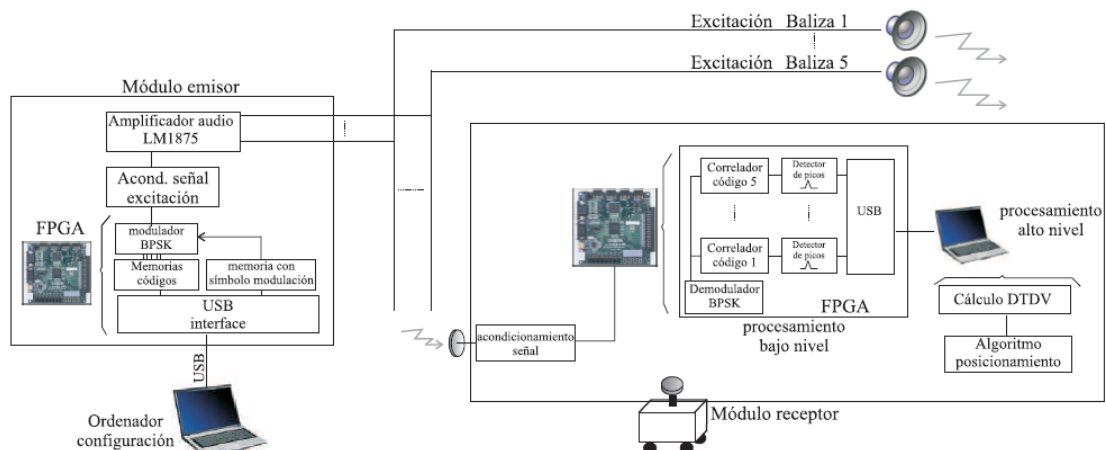 Excitación Baliza 1
Excitación Baliza 5
Módulo emisor
Amplificador audio
LM1875
Acond. señal
excitación
FPGA
modulador
BPSK
Memorias
códigos
memoria con
símbolo modulación
USB
interface
USB
Ordenador
configuración
Correlador
código 5
Detector
de picos
USB
Correlador
código 1
Detector
de picos
Demodulador
BPSK
FPGA
procesamiento
bajo nivel
procesamiento
alto nivel
Cálculo DTDV
Algoritmo
posicionamiento
acondicionamiento
señal
Módulo receptor